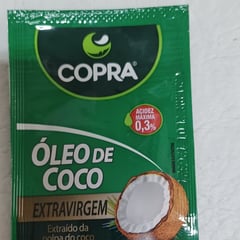 COPRA
ACIDEZ
MÁXIMA
0,3%
ÓLEO DE
COCO
EXTRAVIRGEM
Extraído da
polpa do coco